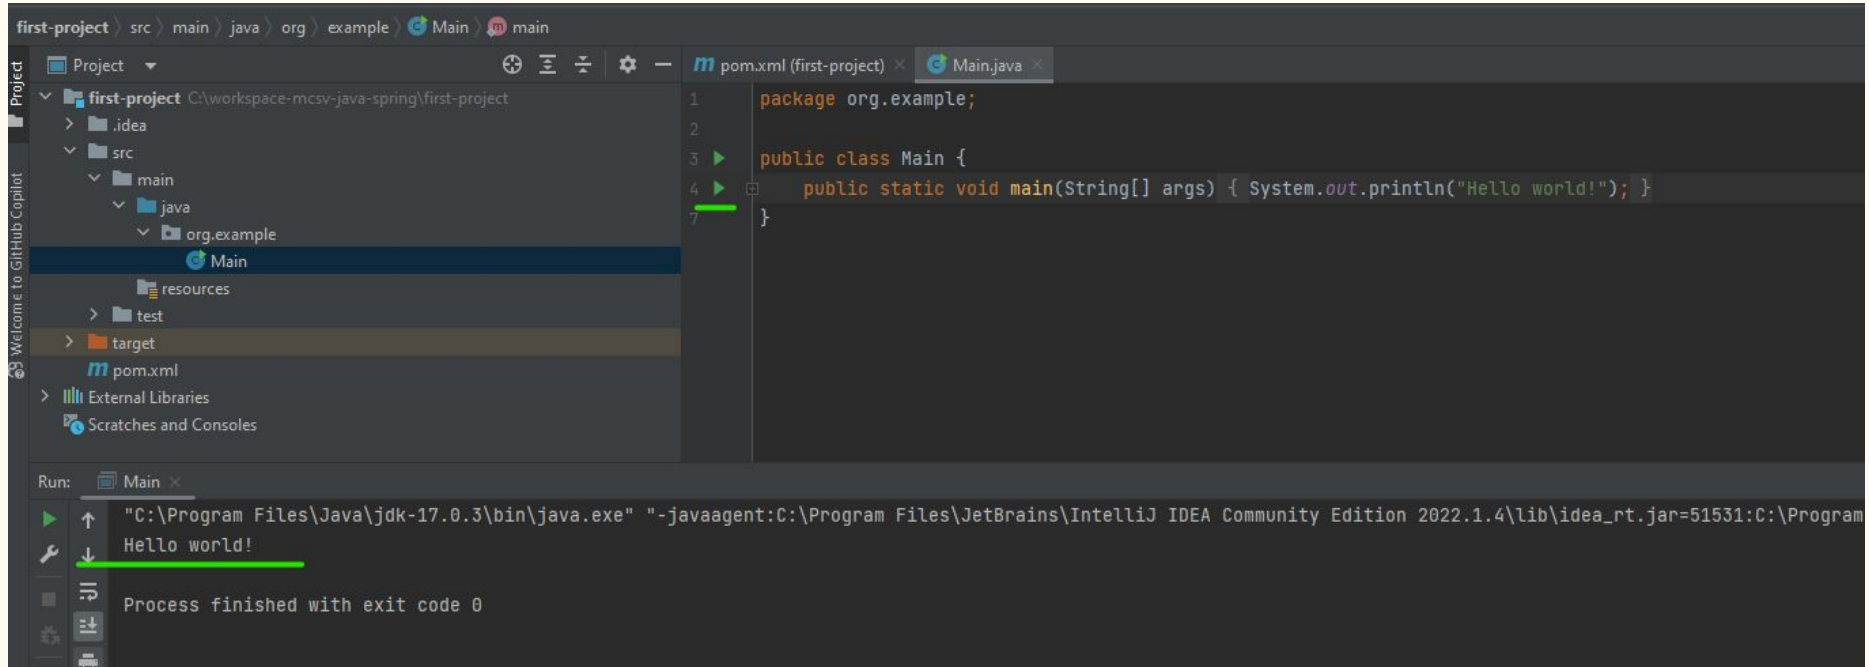 first-project src main java org example Main main
Project
Project
Welcome to GitHub Copilot
first-project C:\workspace-mcsv-java-spring\first-project
.idea
src
main
java
org.example
Main
resources
test
target
pom.xml
External Libraries
Scratches and Consoles
pom.xml (first-project) Main.java
1 package org.example;
2
3 public class Main {
4 public static void main(String[] args) { System.out.println("Hello world!"); }
7 }
Run: Main
"C:\Program Files\Java\jdk-17.0.3\bin\java.exe" "-javaagent:C:\Program Files\JetBrains\IntelliJ IDEA Community Edition 2022.1.4\lib\idea_rt.jar=51531:C:\Program
Hello world!
Process finished with exit code 0